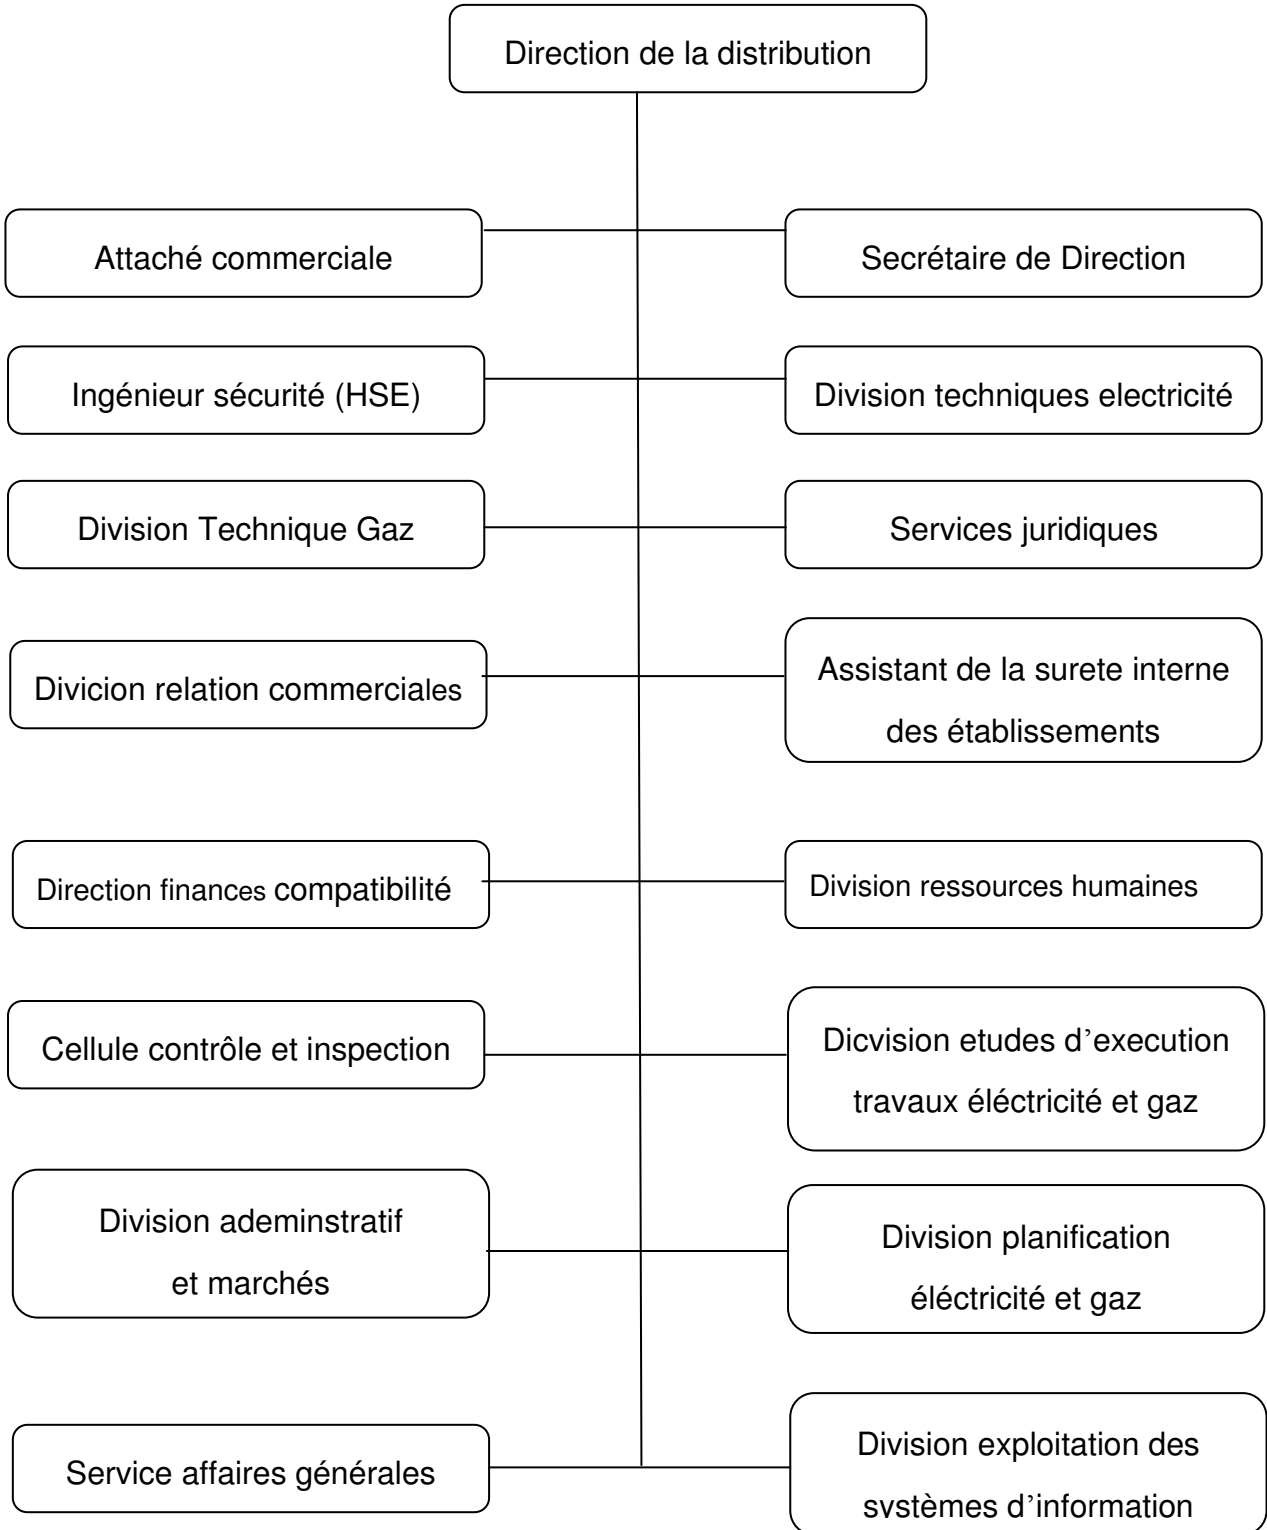 Direction de la distribution
Attaché commerciale
Secrétaire de Direction
Ingénieur sécurité (HSE)
Division techniques electricité
Division Technique Gaz
Services juridiques
Divicion relation commerciales
Assistant de la surete interne
des établissements
Direction finances compatibilité
Division ressources humaines
Cellule contrôle et inspection
Dicvision etudes d’execution
travaux éléctricité et gaz
Division ademinstratif
et marchés
Division planification
éléctricité et gaz
Service affaires générales
Division exploitation des
systèmes d’information